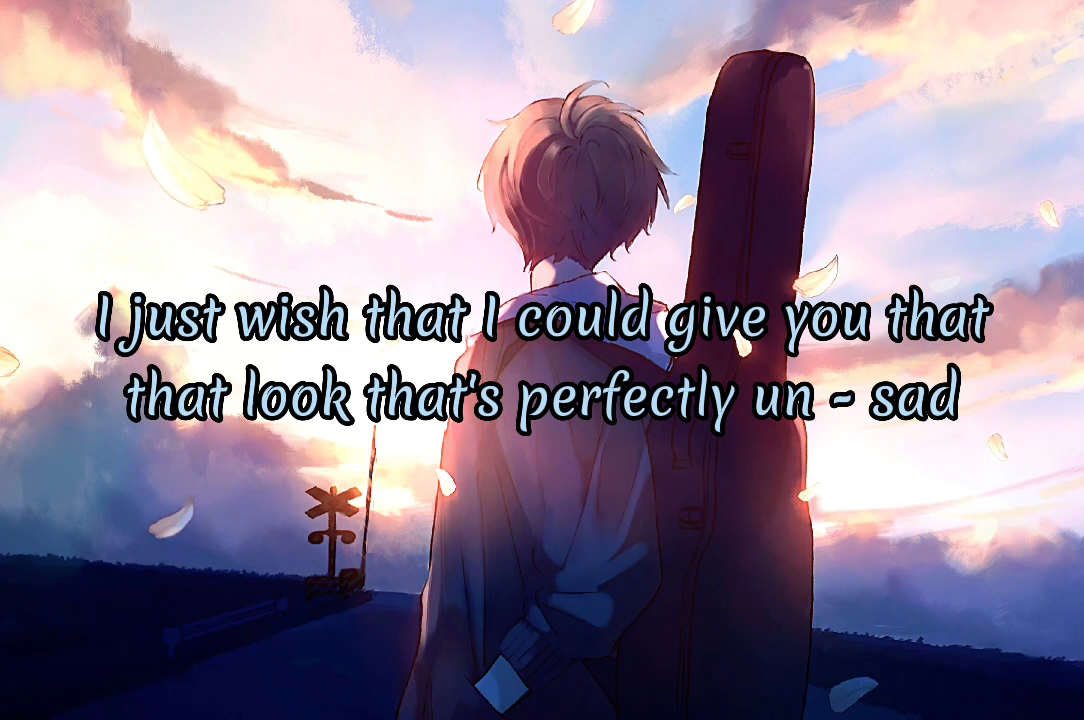 I just wish that I could give you that
that look that's perfectly un - sad